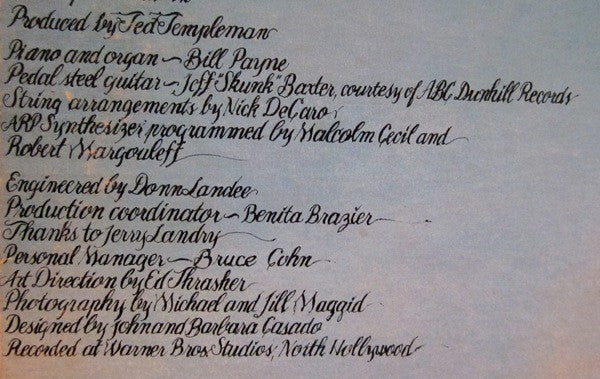 Produced by Ted Templeman
Piano and organ ~ Bill Payne
Pedal steel guitar ~ Jeff "Skunk" Baxter, courtesy of ABC Dunhill Records
String arrangements by Nick DeCaro
ARP Synthesizer programmed by Malcolm Cecil and
Robert Margouleff
Engineered by Donn Landee
Production coordinator ~ Benita Brazier
Thanks to Jerry Landry
Personal Manager ~ Bruce Cohn
Art Direction by Ed Thrasher
Photography by Michael and Jill Maggid
Designed by John and Barbara Casado
Recorded at Warner Bros. Studios, North Hollywood